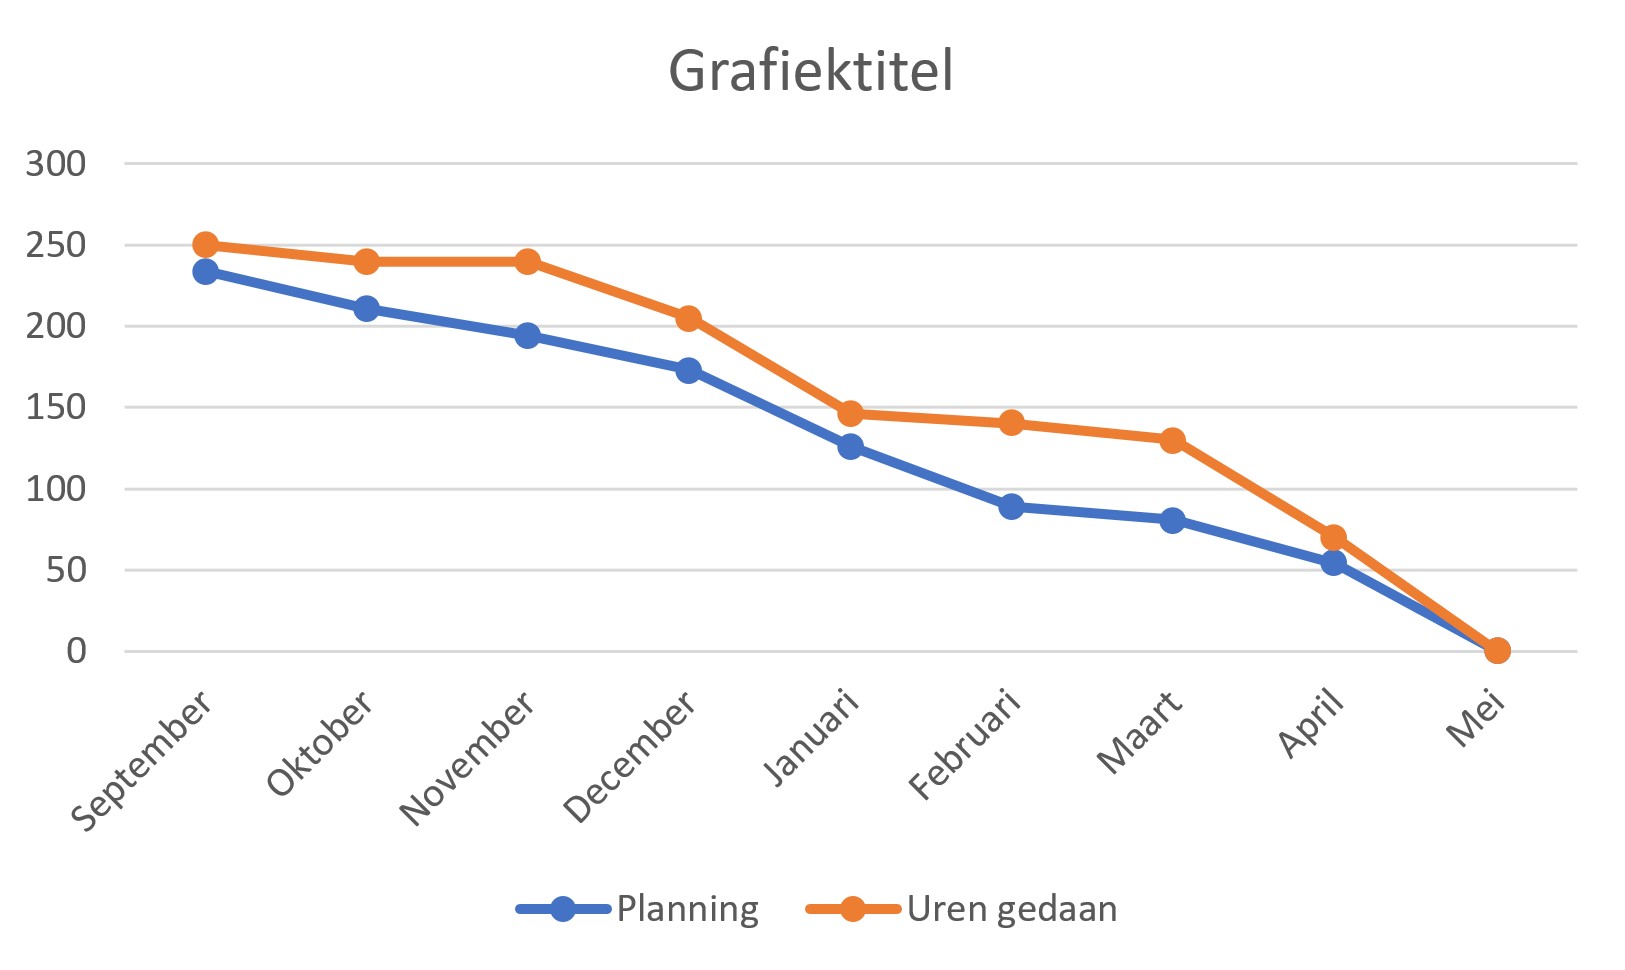 Grafiektitel
300
250
200
150
100
50
0
September
Oktober
November
December
Januari
Februari
Maart
April
Mei
Planning
Uren gedaan